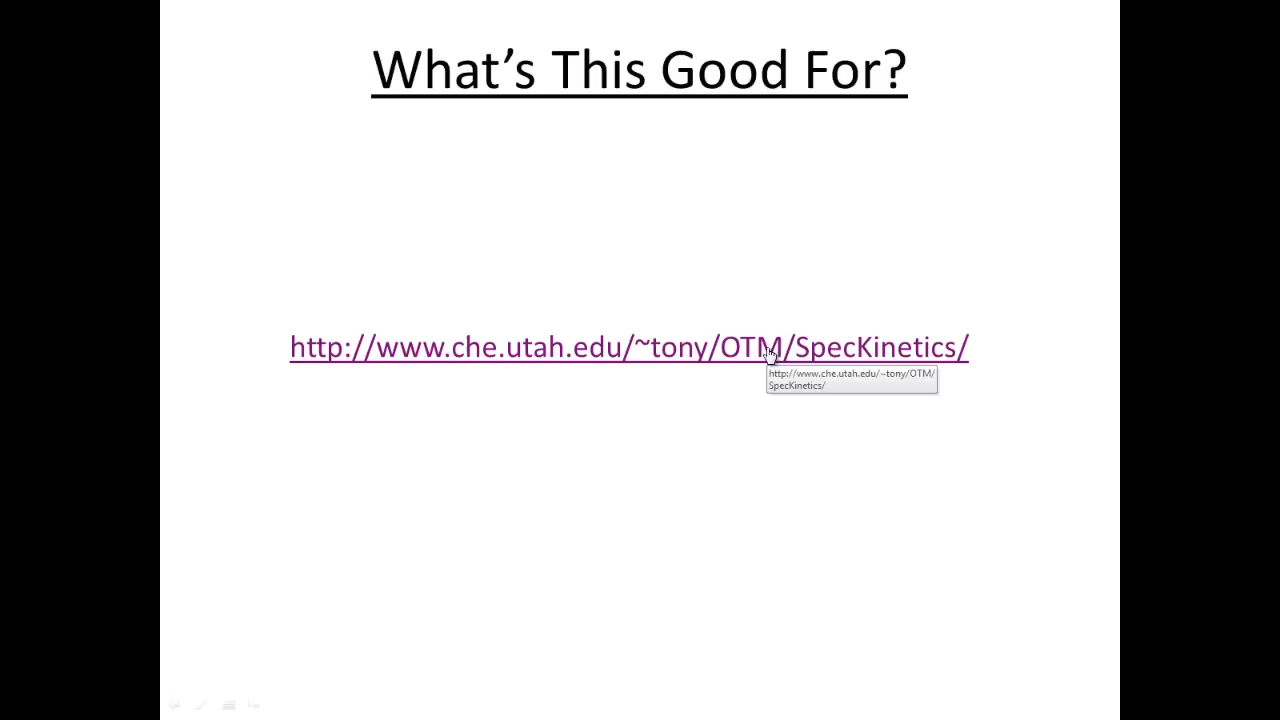 What's This Good For?
http://www.che.utah.edu/~tony/OTM/SpecKinetics/
http://www.che.utah.edu/~tony/OTM/
SpecKinetics/